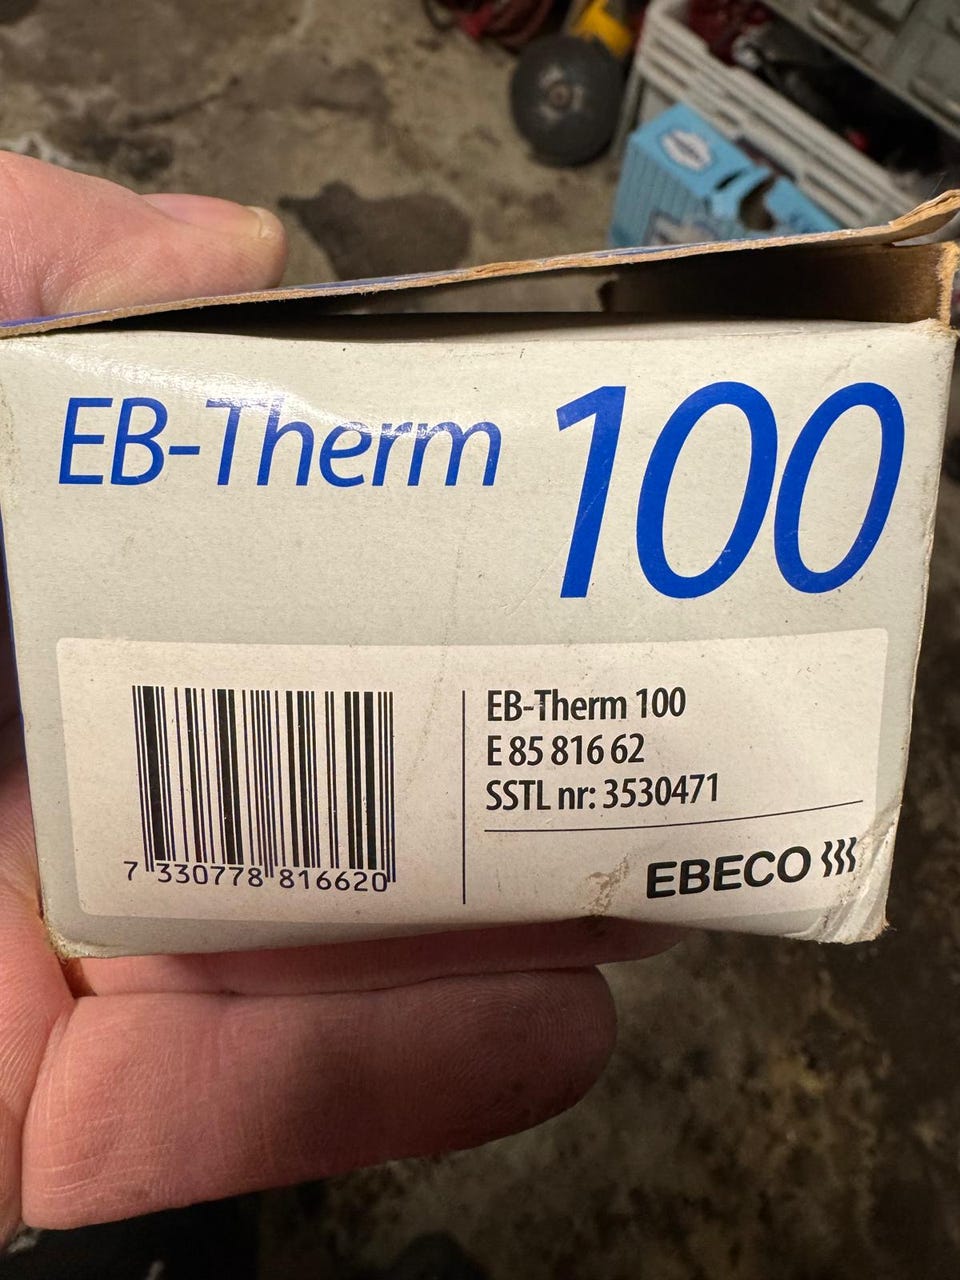 EB-Therm 100
EB-Therm 100
E 85 816 62
SSTL nr: 3530471
7 330778 816620
EBECO